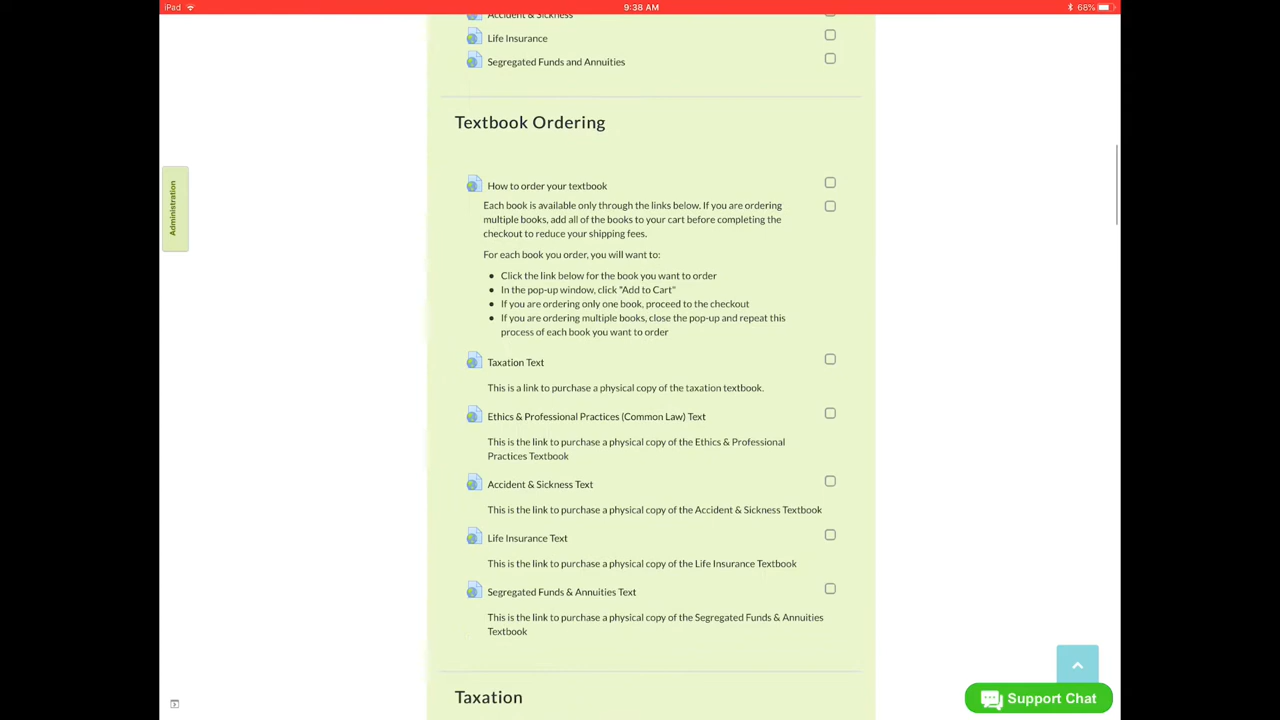 iPad
9:38 AM
68%
Accident & Sickness
Life Insurance
Segregated Funds and Annuities
Textbook Ordering
Administration
How to order your textbook
Each book is available only through the links below. If you are ordering
multiple books, add all of the books to your cart before completing the
checkout to reduce your shipping fees.
For each book you order, you will want to:
• Click the link below for the book you want to order
• In the pop-up window, click "Add to Cart"
• If you are ordering only one book, proceed to the checkout
• If you are ordering multiple books, close the pop-up and repeat this
process of each book you want to order
Taxation Text
This is a link to purchase a physical copy of the taxation textbook.
Ethics & Professional Practices (Common Law) Text
This is the link to purchase a physical copy of the Ethics & Professional
Practices Textbook
Accident & Sickness Text
This is the link to purchase a physical copy of the Accident & Sickness Textbook
Life Insurance Text
This is the link to purchase a physical copy of the Life Insurance Textbook
Segregated Funds & Annuities Text
This is the link to purchase a physical copy of the Segregated Funds & Annuities
Textbook
Taxation
Support Chat